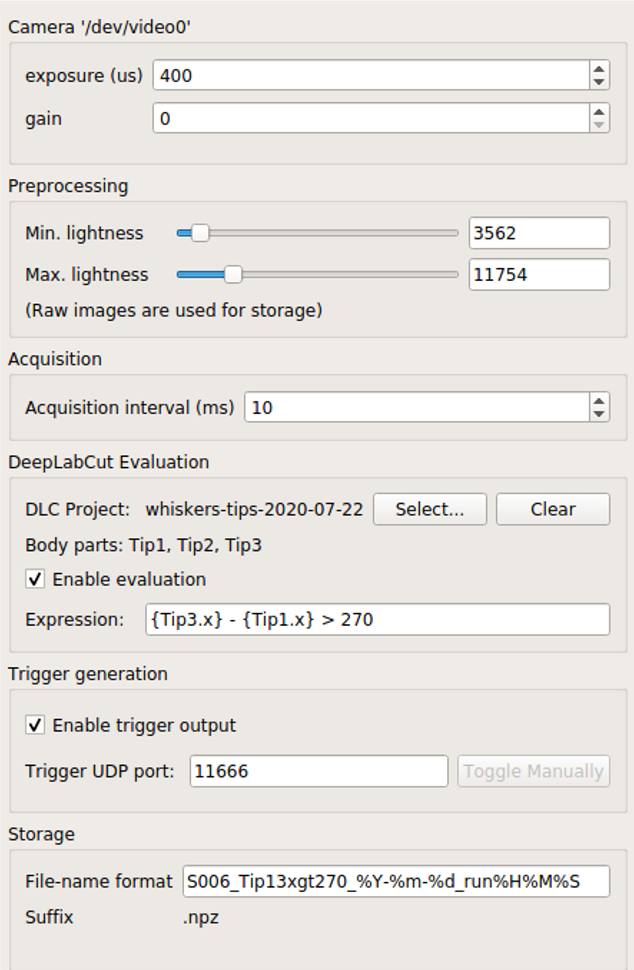 Camera '/dev/video0'
exposure (us) 400
gain 0
Preprocessing
Min. lightness 3562
Max. lightness 11754
(Raw images are used for storage)
Acquisition
Acquisition interval (ms) 10
DeepLabCut Evaluation
DLC Project: whiskers-tips-2020-07-22 Select... Clear
Body parts: Tip1, Tip2, Tip3
Enable evaluation
Expression: {Tip3.x} - {Tip1.x} > 270
Trigger generation
Enable trigger output
Trigger UDP port: 11666 Toggle Manually
Storage
File-name format S006_Tip13xgt270_%Y-%m-%d_run%H%M%S
Suffix .npz